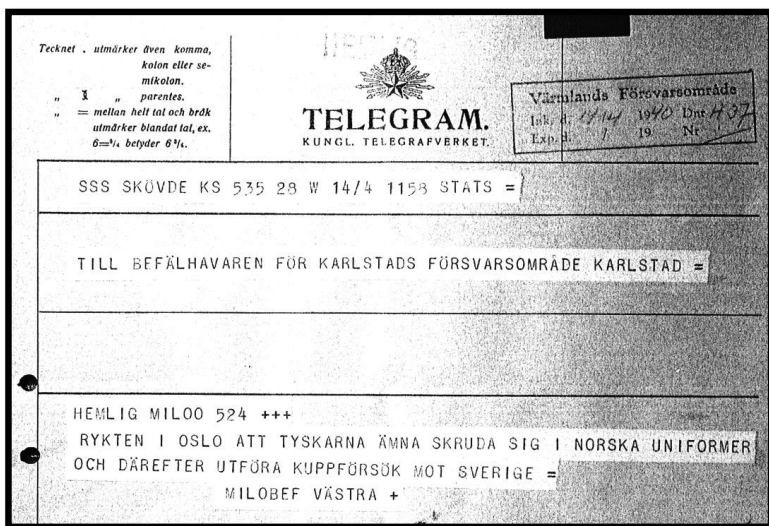 Tecknet . utmärker även komma,
kolon eller se-
mikolon.
„ „ parentes.
„ = mellan helt tal och bråk
utmärker blandat tal, ex.
6=³/₄ betyder 6 ³/₄.
HEMLIG
TELEGRAM.
KUNGL. TELEGRAFVERKET.
Värmlands Försvarsområde
Ink. d. 14/4 1940 Dnr H 37
Exp. d. / 19 Nr
SSS SKÖVDE KS 535 28 W 14/4 1158 STATS =
TILL BEFÄLHAVAREN FÖR KARLSTADS FÖRSVARSOMRÅDE KARLSTAD =
HEMLIG MILOO 524 +++
RYKTEN I OSLO ATT TYSKARNA ÄMNA SKRUDA SIG I NORSKA UNIFORMER
OCH DÄREFTER UTFÖRA KUPPFÖRSÖK MOT SVERIGE =
MILOBEF VÄSTRA +